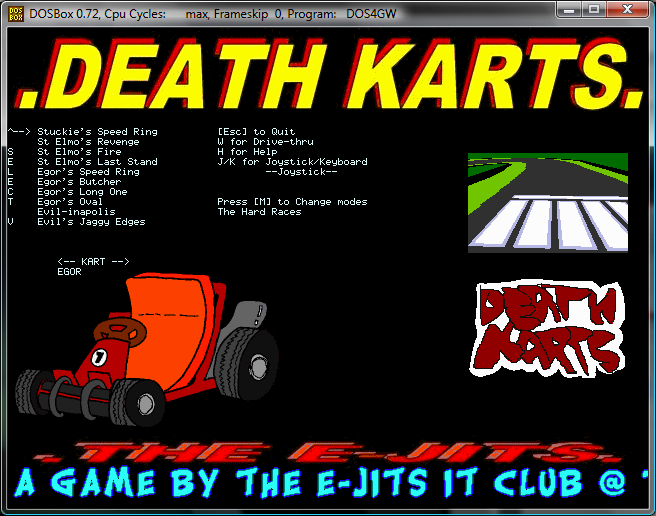 DOSBox 0.72, Cpu Cycles: max, Frameskip 0, Program: DOS4GW
.DEATH KARTS.
^--> Stuckie's Speed Ring [Esc] to Quit
St Elmo's Revenge W for Drive-thru
S St Elmo's Fire H for Help
E St Elmo's Last Stand J/K for Joystick/Keyboard
L Egor's Speed Ring --Joystick--
E Egor's Butcher
C Egor's Long One
T Egor's Oval Press [M] to Change modes
Evil-inapolis The Hard Races
V Evil's Jaggy Edges
<-- KART -->
EGOR
1
DEATH
KARTS
.THE E-JITS.
A GAME BY THE E-JITS IT CLUB @